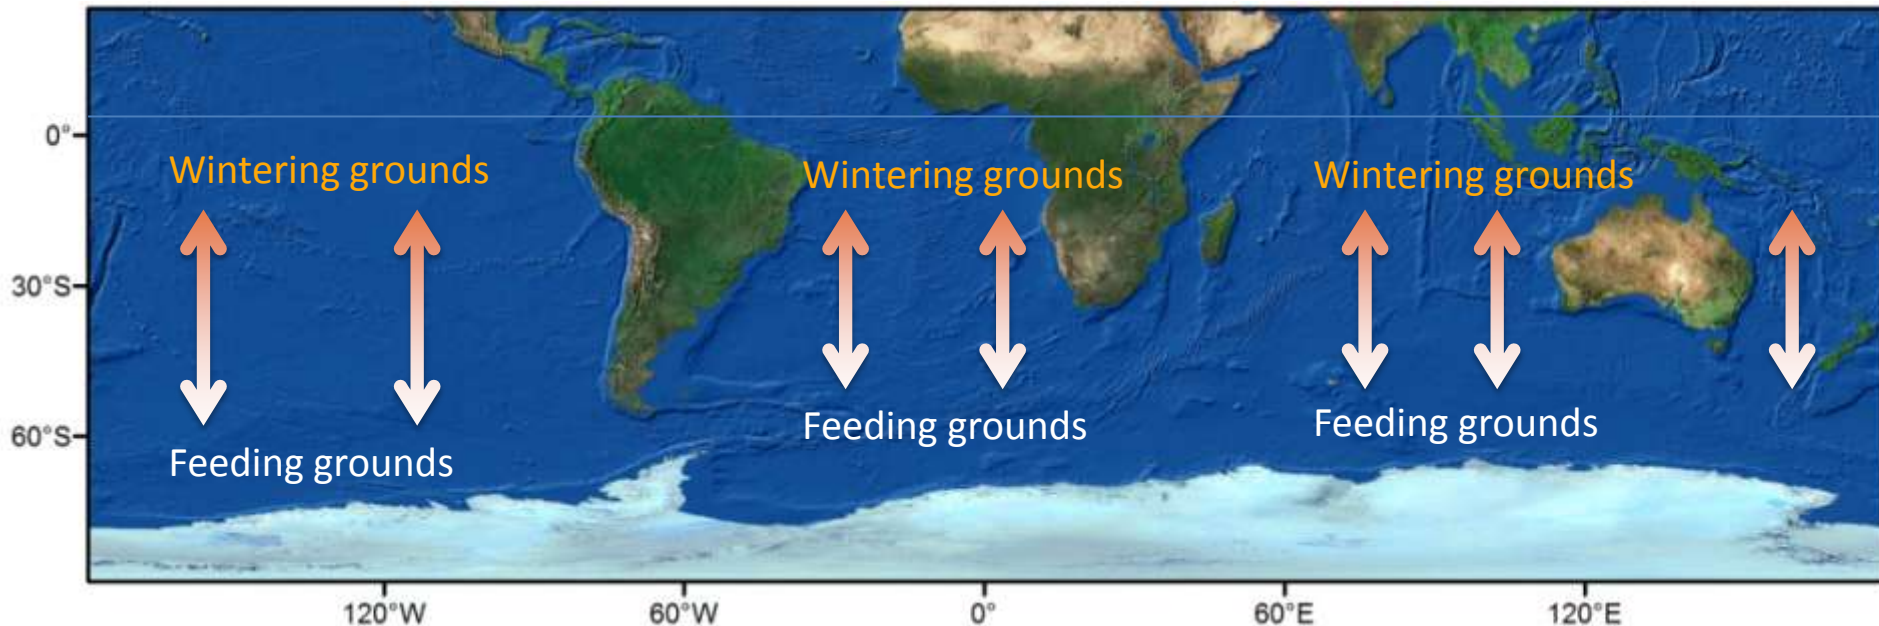 0°
Wintering grounds
Wintering grounds
Wintering grounds
30°S
60°S
Feeding grounds
Feeding grounds
Feeding grounds
120°W
60°W
0°
60°E
120°E